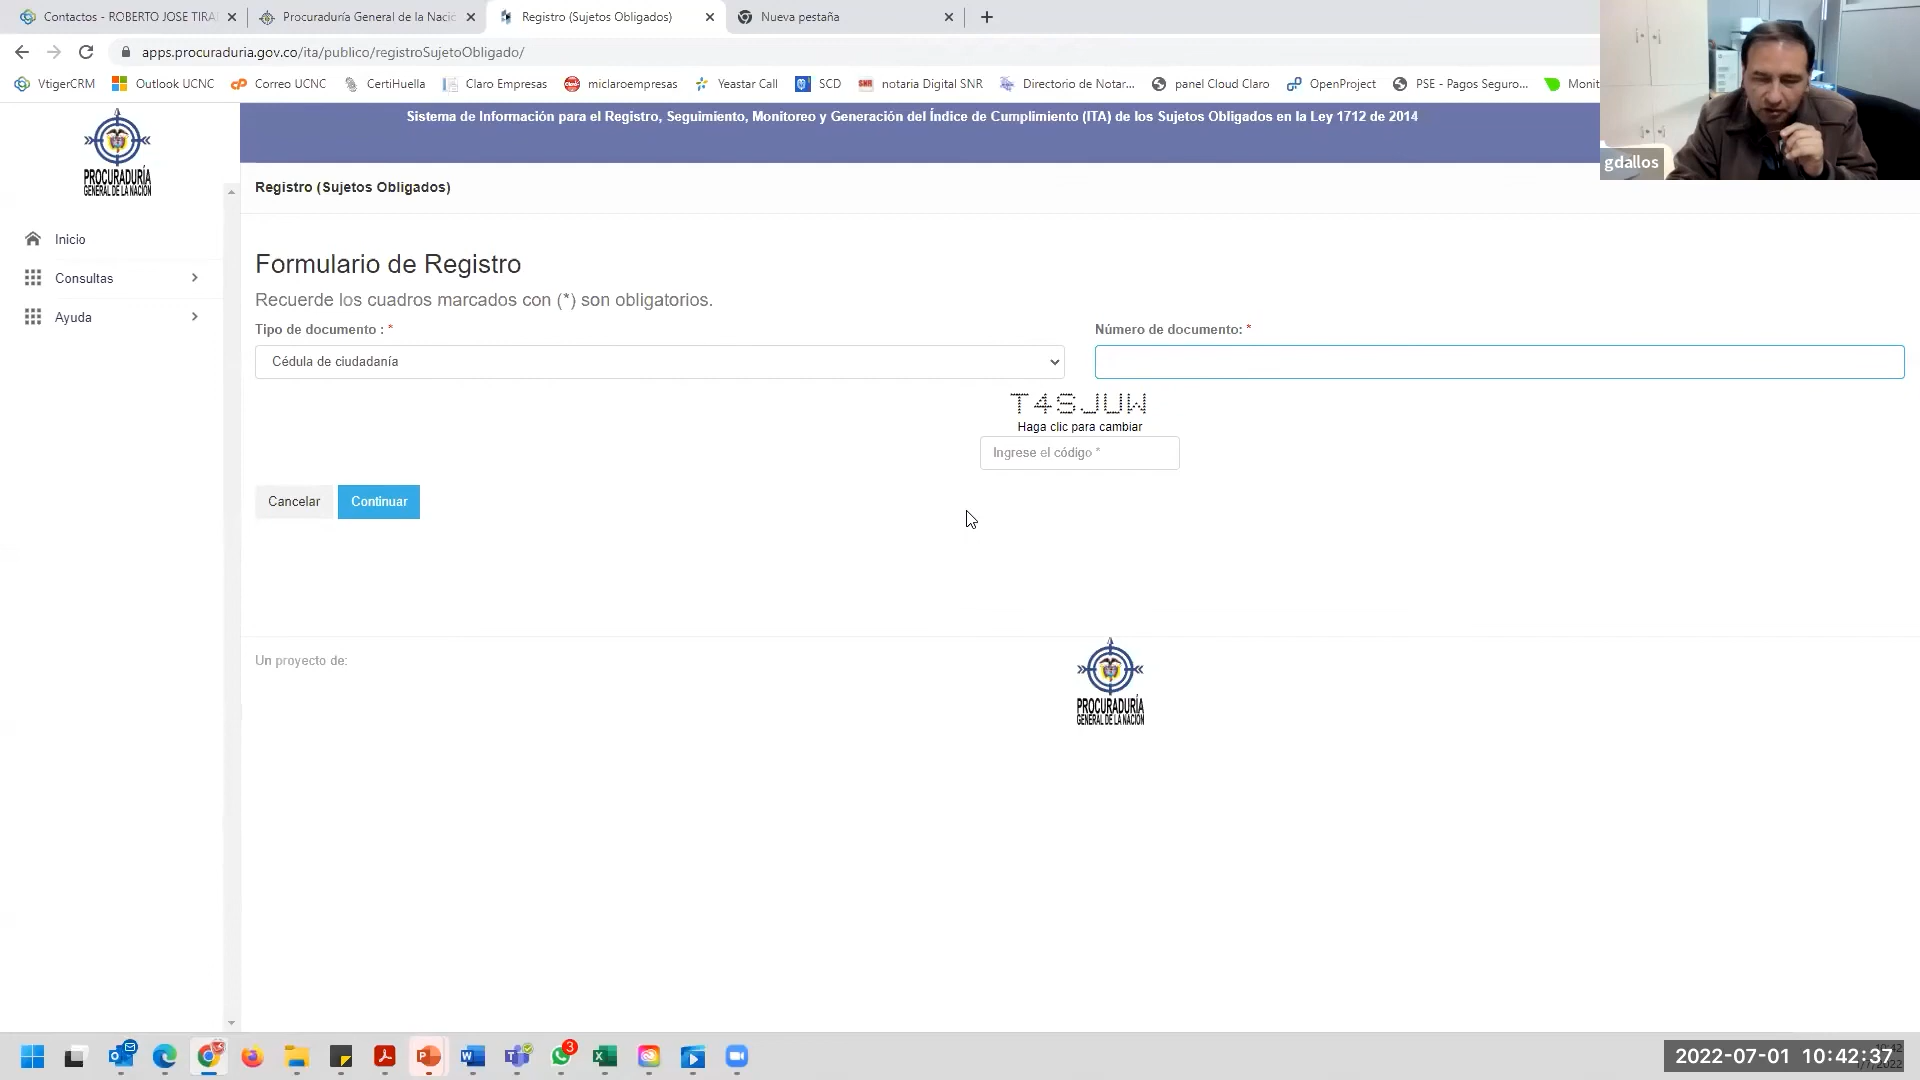 Contactos - ROBERTO JOSE TIRA
Procuraduría General de la Nació
Registro (Sujetos Obligados)
Nueva pestaña
apps.procuraduria.gov.co/ita/publico/registroSujetoObligado/
VtigerCRM
Outlook UCNC
Correo UCNC
CertiHuella
Claro Empresas
miclaroempresas
Yeastar Call
SCD
notaria Digital SNR
Directorio de Notar...
panel Cloud Claro
OpenProject
PSE - Pagos Seguro...
Monit
gdallos
PROCURADURÍA
GENERAL DE LA NACION
Sistema de Información para el Registro, Seguimiento, Monitoreo y Generación del Índice de Cumplimiento (ITA) de los Sujetos Obligados en la Ley 1712 de 2014
Registro (Sujetos Obligados)
Inicio
Consultas
Ayuda
Formulario de Registro
Recuerde los cuadros marcados con (*) son obligatorios.
Tipo de documento : *
Número de documento: *
Cédula de ciudadanía
T4SJUW
Haga clic para cambiar
Ingrese el código *
Cancelar
Continuar
Un proyecto de:
PROCURADURÍA
GENERAL DE LA NACION
3
2022-07-01 10:42:37